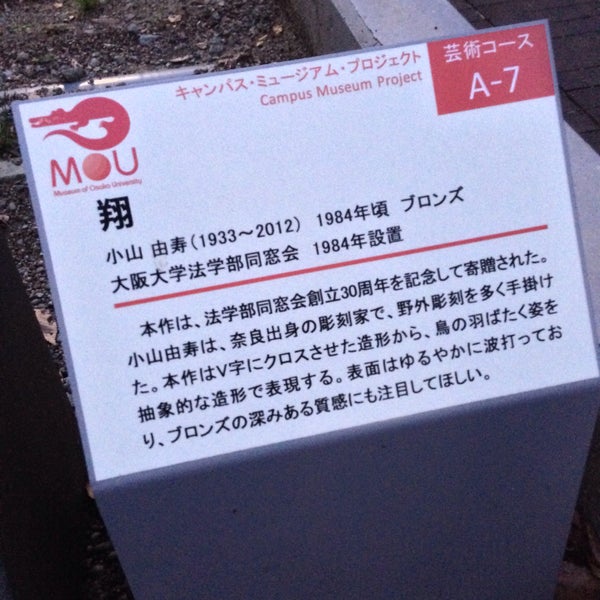 キャンパス・ミュージアム・プロジェクト
Campus Museum Project
芸術コース
A-7
MOU
Museum of Osaka University
翔
小山 由寿(1933～2012) 1984年頃 ブロンズ
大阪大学法学部同窓会 1984年設置
本作は、法学部同窓会創立30周年を記念して寄贈された。
小山由寿は、奈良出身の彫刻家で、野外彫刻を多く手掛け
た。本作はV字にクロスさせた造形から、鳥の羽ばたく姿を
抽象的な造形で表現する。表面はゆるやかに波打ってお
り、ブロンズの深みある質感にも注目してほしい。